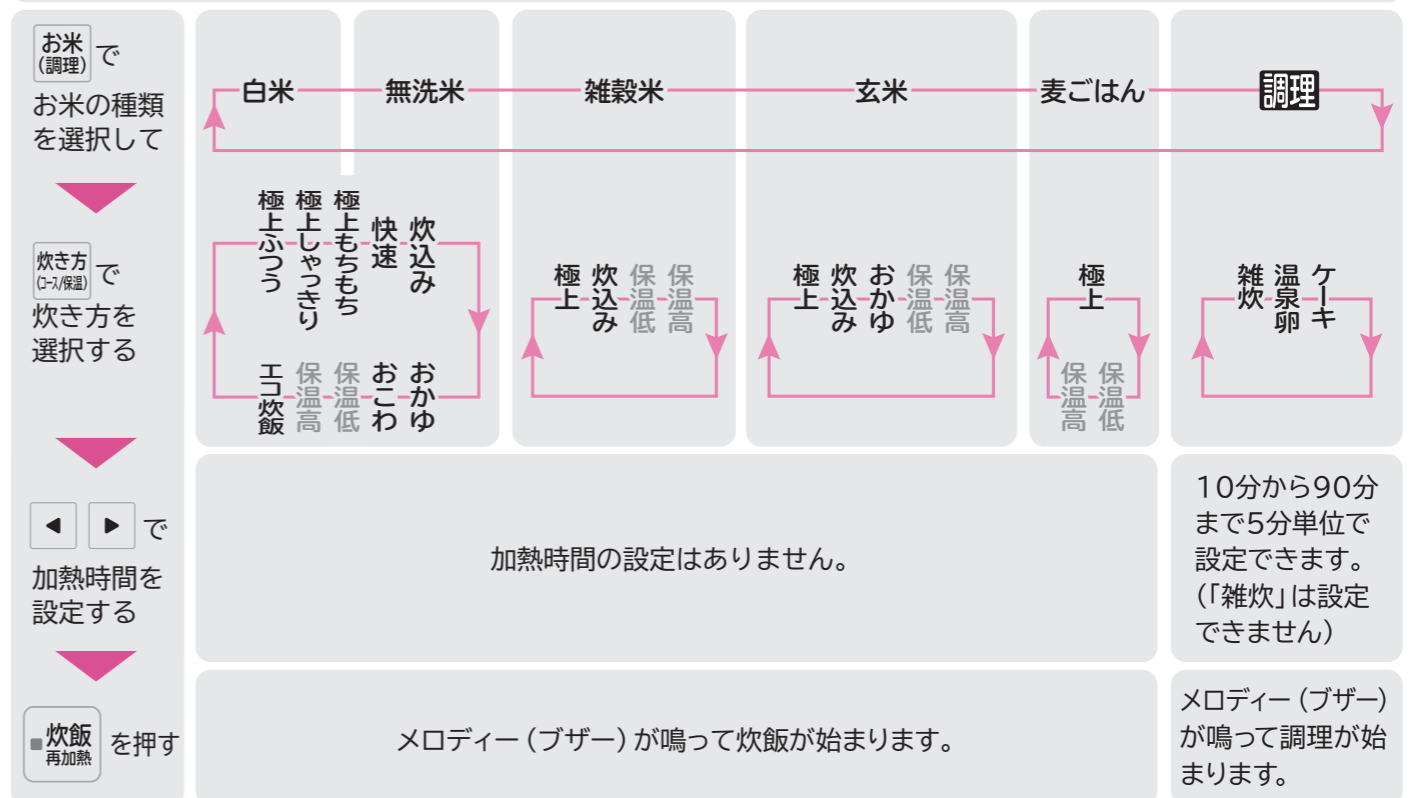 お米
(調理)
で
お米の種類
を選択して
白米
無洗米
雑穀米
玄米
麦ごはん
調理
炊き方
(コース/保温)
で
炊き方を
選択する
極上ふつう
極上しゃっきり
極上もちもち
快速
炊込み
エコ炊飯
保温高
保温低
おこわ
おかゆ
極上
炊込み
保温低
保温高
極上
炊込み
おかゆ
保温低
保温高
極上
保温高
保温低
雑炊
温泉卵
ケーキ
◀ ▶ で
加熱時間を
設定する
加熱時間の設定はありません。
10分から90分
まで5分単位で
設定できます。
(「雑炊」は設定
できません)
炊飯
再加熱
を押す
メロディー(ブザー)が鳴って炊飯が始まります。
メロディー(ブザー)
が鳴って調理が始
まります。